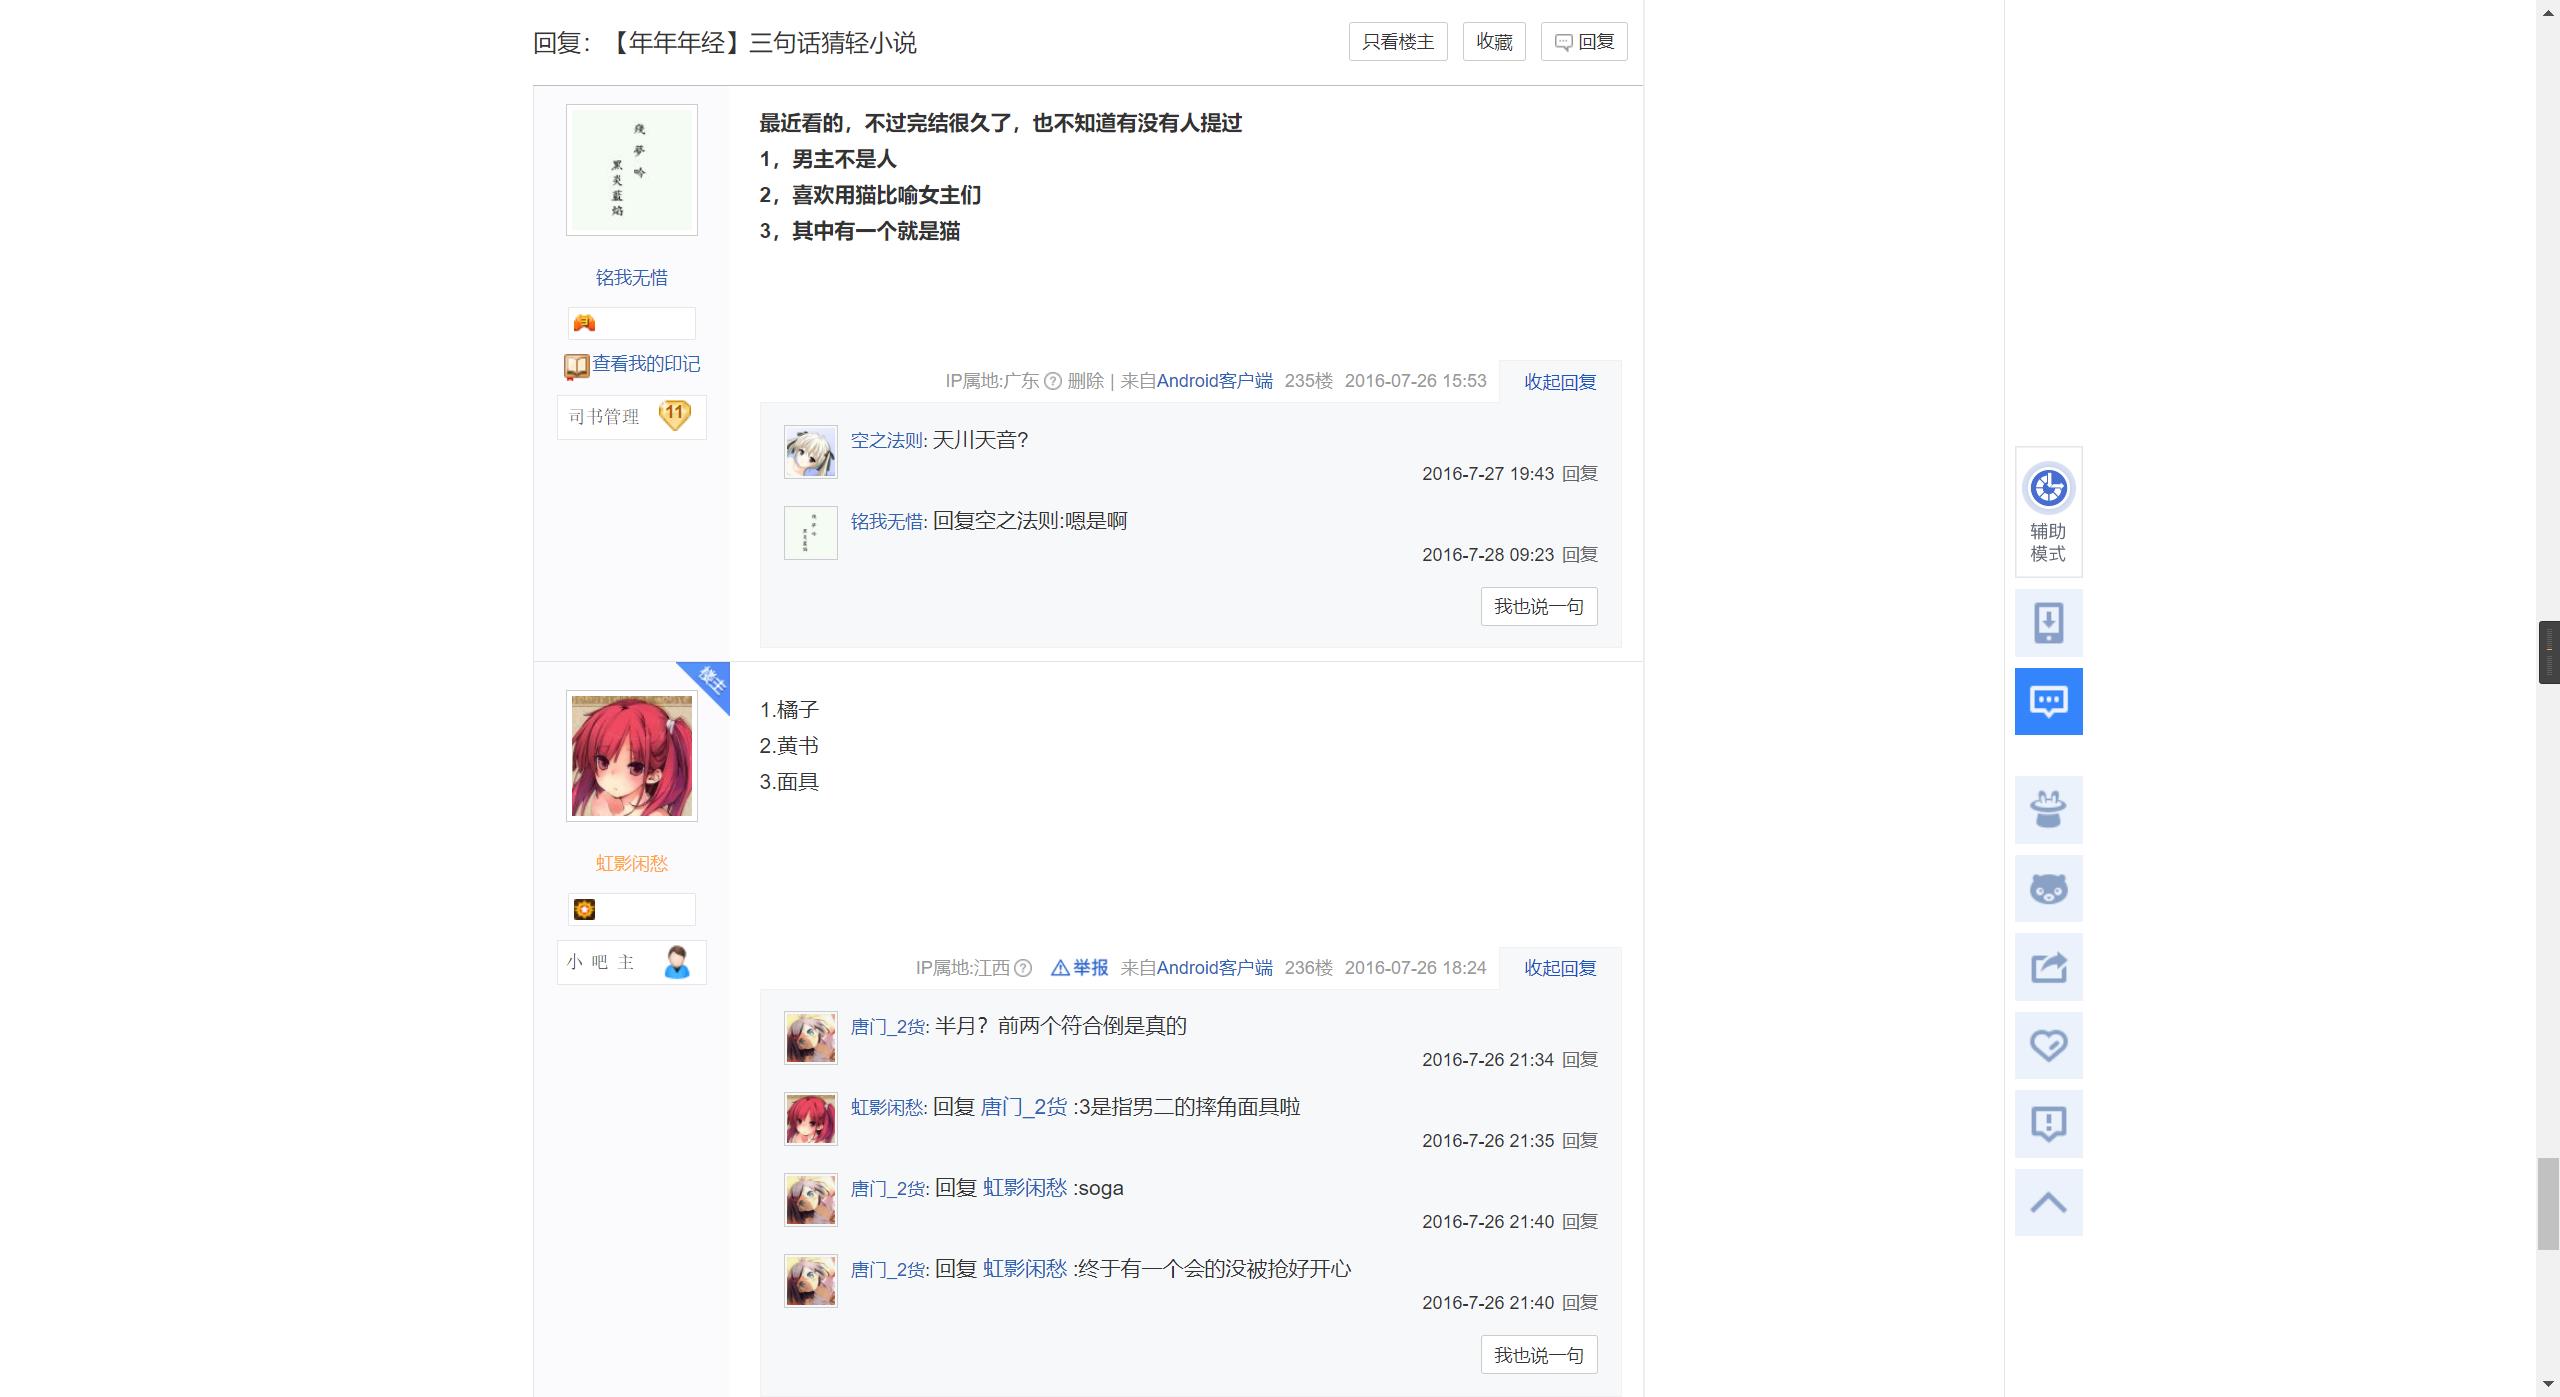 回复：【年年年经】三句话猜轻小说
只看楼主
收藏
回复
残梦吟
黑炎蓝焰
最近看的，不过完结很久了，也不知道有没有人提过
1，男主不是人
2，喜欢用猫比喻女主们
3，其中有一个就是猫
铭我无惜
3
查看我的印记
司书管理 11
IP属地:广东 ? 删除 | 来自Android客户端 235楼 2016-07-26 15:53 收起回复
空之法则: 天川天音?
2016-7-27 19:43 回复
铭我无惜: 回复空之法则:嗯是啊
2016-7-28 09:23 回复
我也说一句
楼主
1.橘子
2.黄书
3.面具
虹影闲愁
小吧主
IP属地:江西 ? 举报 来自Android客户端 236楼 2016-07-26 18:24 收起回复
唐门_2货: 半月？前两个符合倒是真的
2016-7-26 21:34 回复
虹影闲愁: 回复 唐门_2货 :3是指男二的摔角面具啦
2016-7-26 21:35 回复
唐门_2货: 回复 虹影闲愁 :soga
2016-7-26 21:40 回复
唐门_2货: 回复 虹影闲愁 :终于有一个会的没被抢好开心
2016-7-26 21:40 回复
我也说一句
辅助
模式